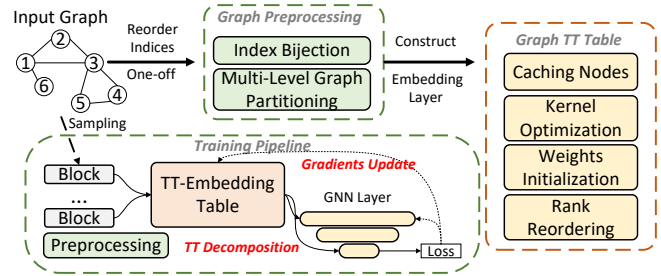 Input Graph
1
2
3
4
5
6
Reorder
Indices
One-off
Graph Preprocessing
Index Bijection
Multi-Level Graph
Partitioning
Construct
Embedding
Layer
Graph TT Table
Caching Nodes
Kernel
Optimization
Weights
Initialization
Rank
Reordering
Sampling
Training Pipeline
Block
...
Block
Preprocessing
TT-Embedding
Table
TT Decomposition
Gradients Update
GNN Layer
Loss